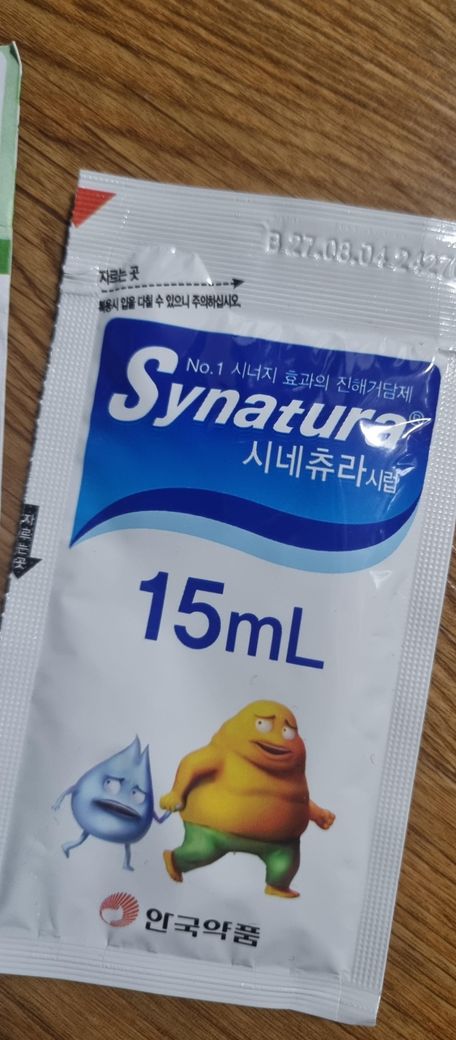 B.27.08.04.2427
자르는 곳
복용시 입을 다칠 수 있으니 주의하십시오.
No.1 시너지 효과의 진해거담제
Synatura®
시네츄라시럽
자르는곳
15mL
안국약품